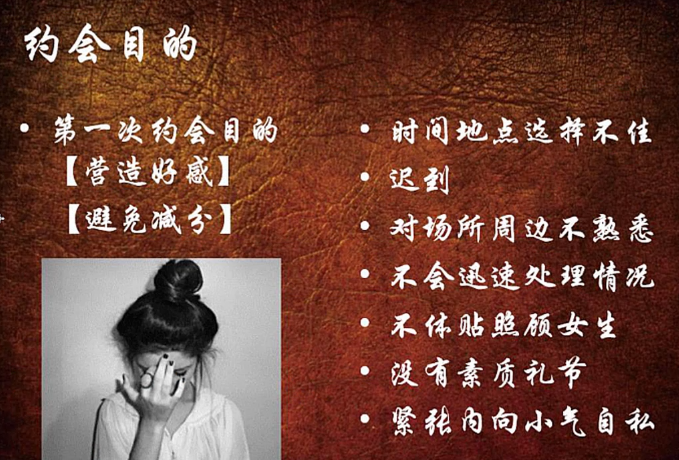 约会目的
• 第一次约会目的
【营造好感】
【避免减分】
• 时间地点选择不佳
• 迟到
• 对场所周边不熟悉
• 不会迅速处理情况
• 不体贴照顾女生
• 没有素质礼节
• 紧张内向小气自私